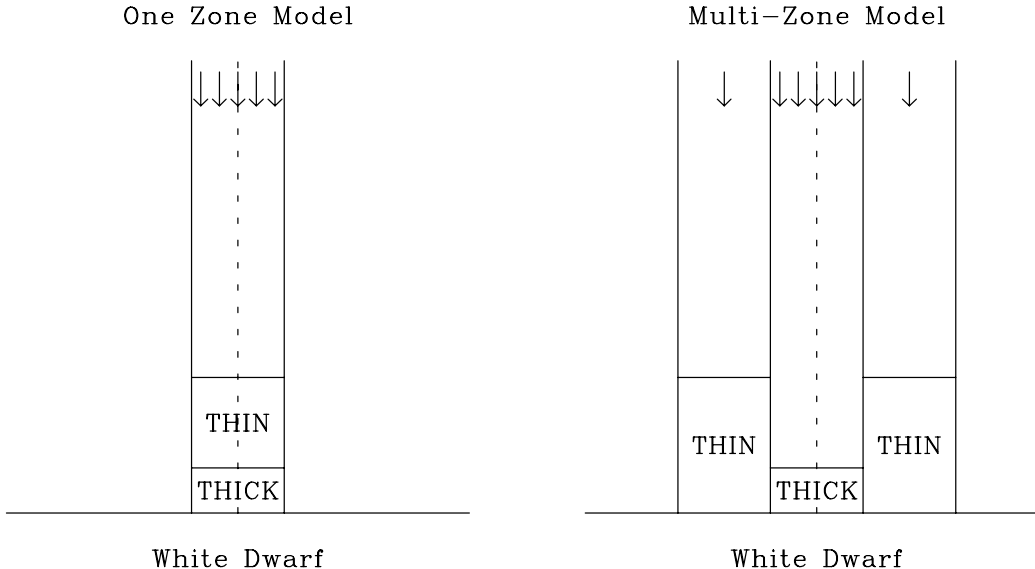 One Zone Model
THIN
THICK
White Dwarf
Multi-Zone Model
THIN THIN
THICK
White Dwarf